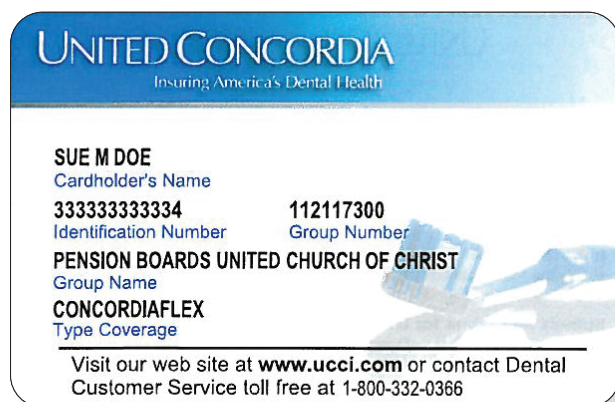 UNITED CONCORDIA
Insuring America's Dental Health
SUE M DOE
Cardholder's Name
333333333334 112117300
Identification Number Group Number
PENSION BOARDS UNITED CHURCH OF CHRIST
Group Name
CONCORDIAFLEX
Type Coverage
Visit our web site at www.ucci.com or contact Dental
Customer Service toll free at 1-800-332-0366